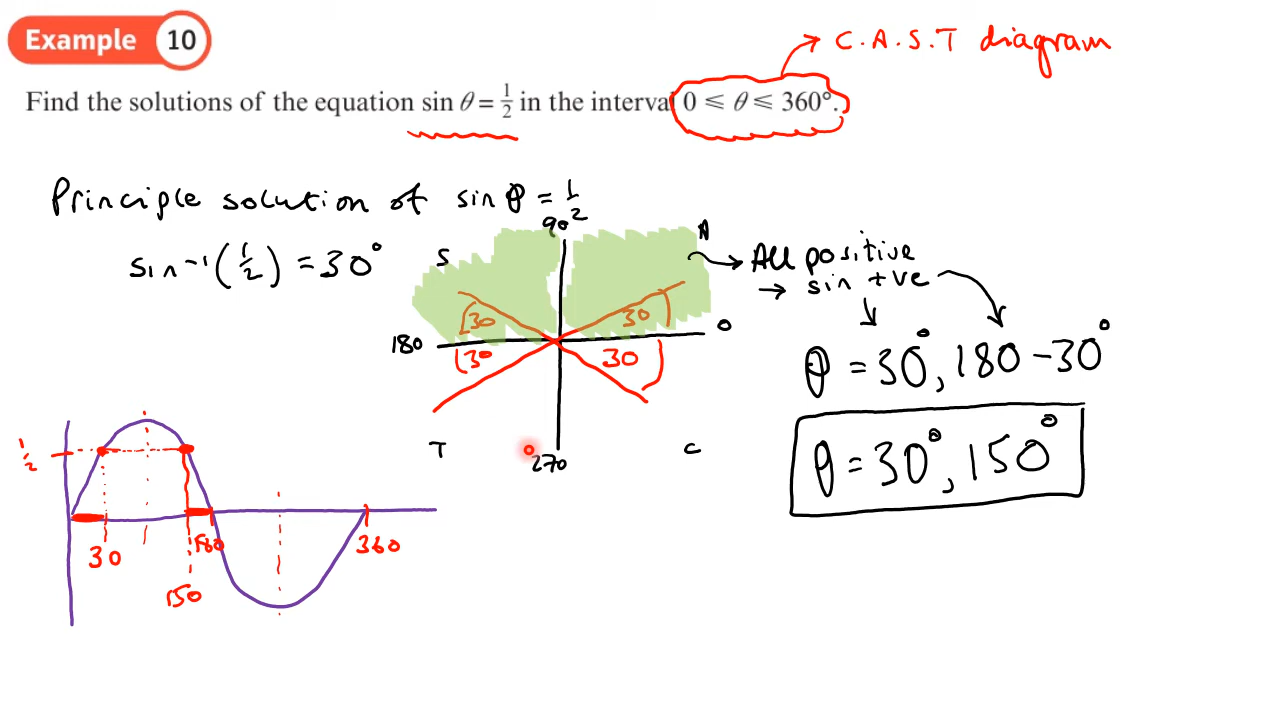 Example 10
C.A.S.T diagram
Find the solutions of the equation sin θ = 1/2 in the interval 0 ⩽ θ ⩽ 360°.
Principle solution of sin θ = 1/2
sin⁻¹(1/2) = 30°
90
S
A
All positive
→ sin +ve
30
30
180
0
30
30
θ = 30°, 180 - 30°
T
270
C
θ = 30°, 150°
1/2
30
180
360
150